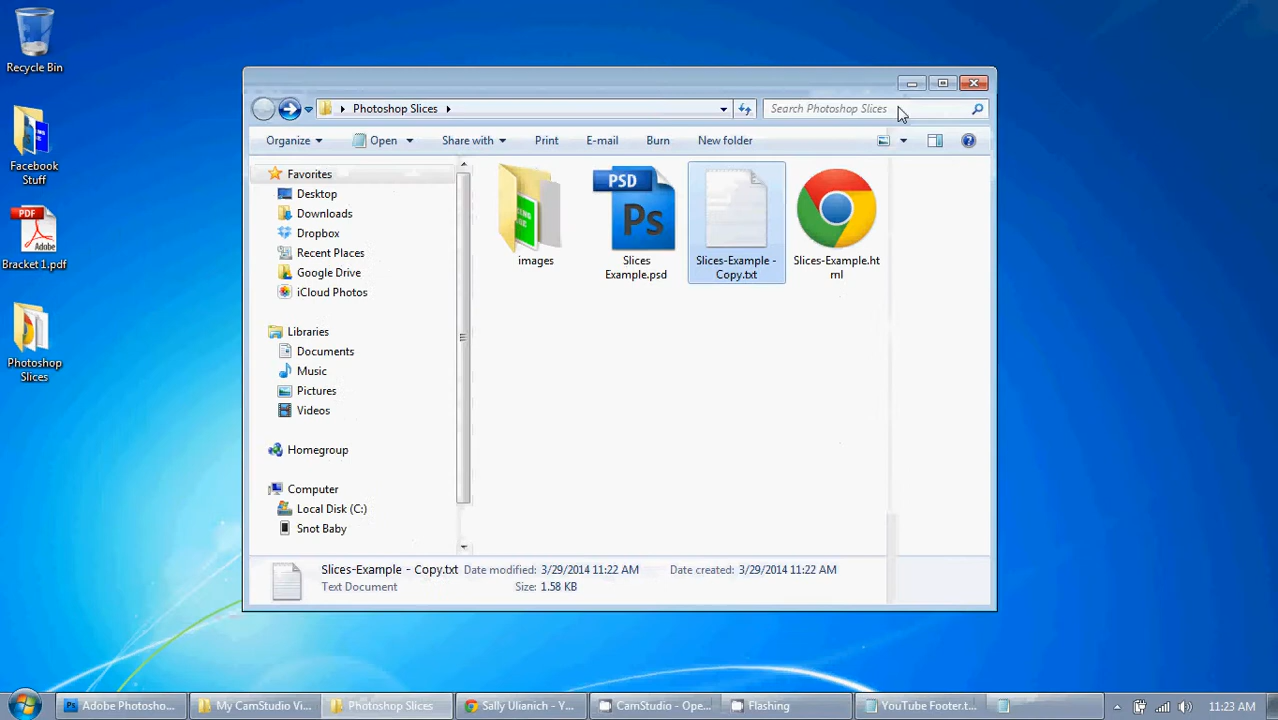 Recycle Bin
Facebook
Stuff
PDF
Adobe
Bracket 1.pdf
Photoshop
Slices
Photoshop Slices
Search Photoshop Slices
Organize
Open
Share with
Print
E-mail
Burn
New folder
Favorites
Desktop
Downloads
Dropbox
Recent Places
Google Drive
iCloud Photos
Libraries
Documents
Music
Pictures
Videos
Homegroup
Computer
Local Disk (C:)
Snot Baby
images
PSD
Ps
Slices
Example.psd
Slices-Example -
Copy.txt
Slices-Example.ht
ml
Slices-Example - Copy.txt Date modified: 3/29/2014 11:22 AM Date created: 3/29/2014 11:22 AM
Text Document Size: 1.58 KB
Ps Adobe Photosho...
My CamStudio Vi...
Photoshop Slices
Sally Ulianich - Y...
CamStudio - Ope...
Flashing
YouTube Footer.t...
11:23 AM